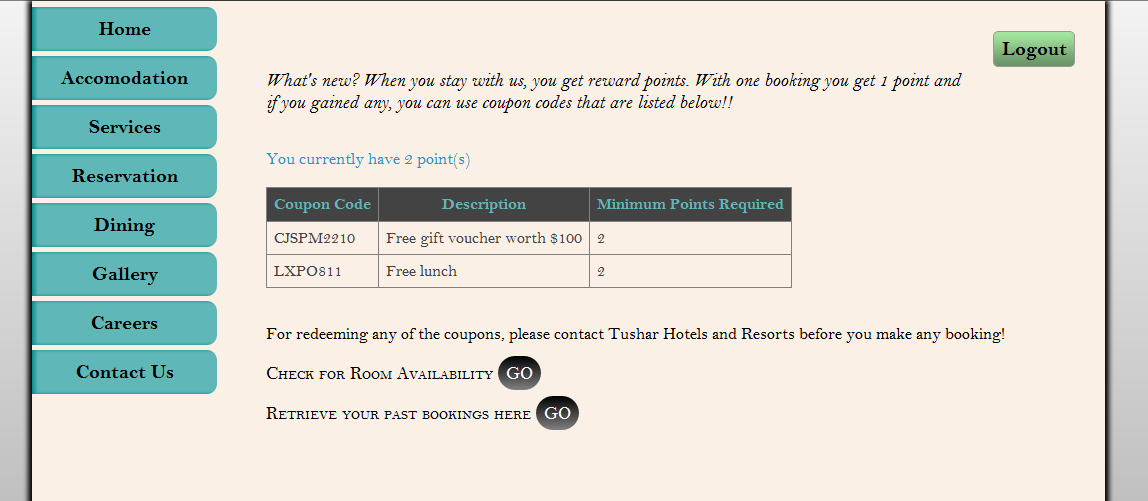 Home
Accomodation
Services
Reservation
Dining
Gallery
Careers
Contact Us
Logout
What's new? When you stay with us, you get reward points. With one booking you get 1 point and
if you gained any, you can use coupon codes that are listed below!!
You currently have 2 point(s)
Coupon Code Description Minimum Points Required
CJSPM2210 Free gift voucher worth $100 2
LXPO811 Free lunch 2
For redeeming any of the coupons, please contact Tushar Hotels and Resorts before you make any booking!
Check for Room Availability GO
Retrieve your past bookings here GO